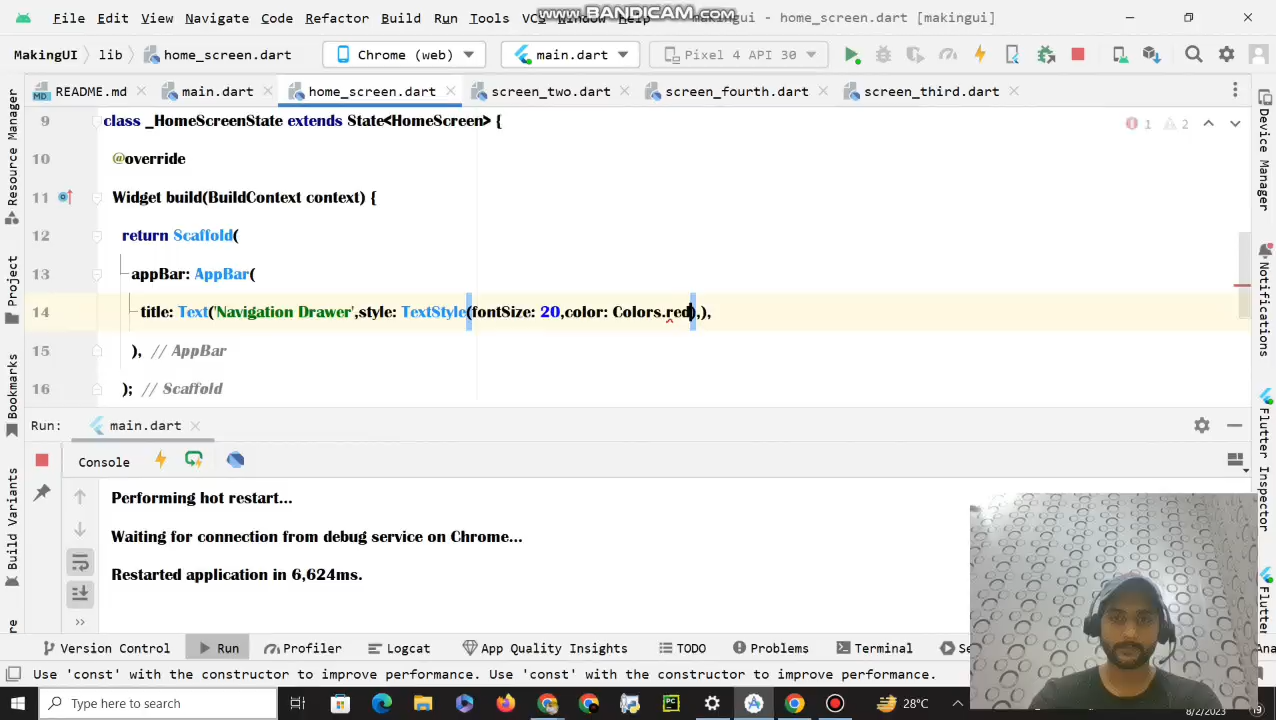 File Edit View Navigate Code Refactor Build Run Tools VCS Window Help makingui - home_screen.dart [makingui]
www.BANDICAM.com
MakingUI lib home_screen.dart Chrome (web) main.dart Pixel 4 API 30
README.md main.dart home_screen.dart screen_two.dart screen_fourth.dart screen_third.dart
9 class _HomeScreenState extends State<HomeScreen> {
1 2
10 @override
11 Widget build(BuildContext context) {
12 return Scaffold(
13 appBar: AppBar(
14 title: Text('Navigation Drawer',style: TextStyle(fontSize: 20,color: Colors.red),),
15 ), // AppBar
16 ); // Scaffold
Resource Manager
Project
Bookmarks
Build Variants
Device Manager
Notifications
Flutter Inspector
Run: main.dart
Console
Performing hot restart...
Waiting for connection from debug service on Chrome...
Restarted application in 6,624ms.
Version Control Run Profiler Logcat App Quality Insights TODO Problems Terminal
Use 'const' with the constructor to improve performance. Use 'const' with the constructor to improve performance.
Type here to search
28°C
8/2/2023
19